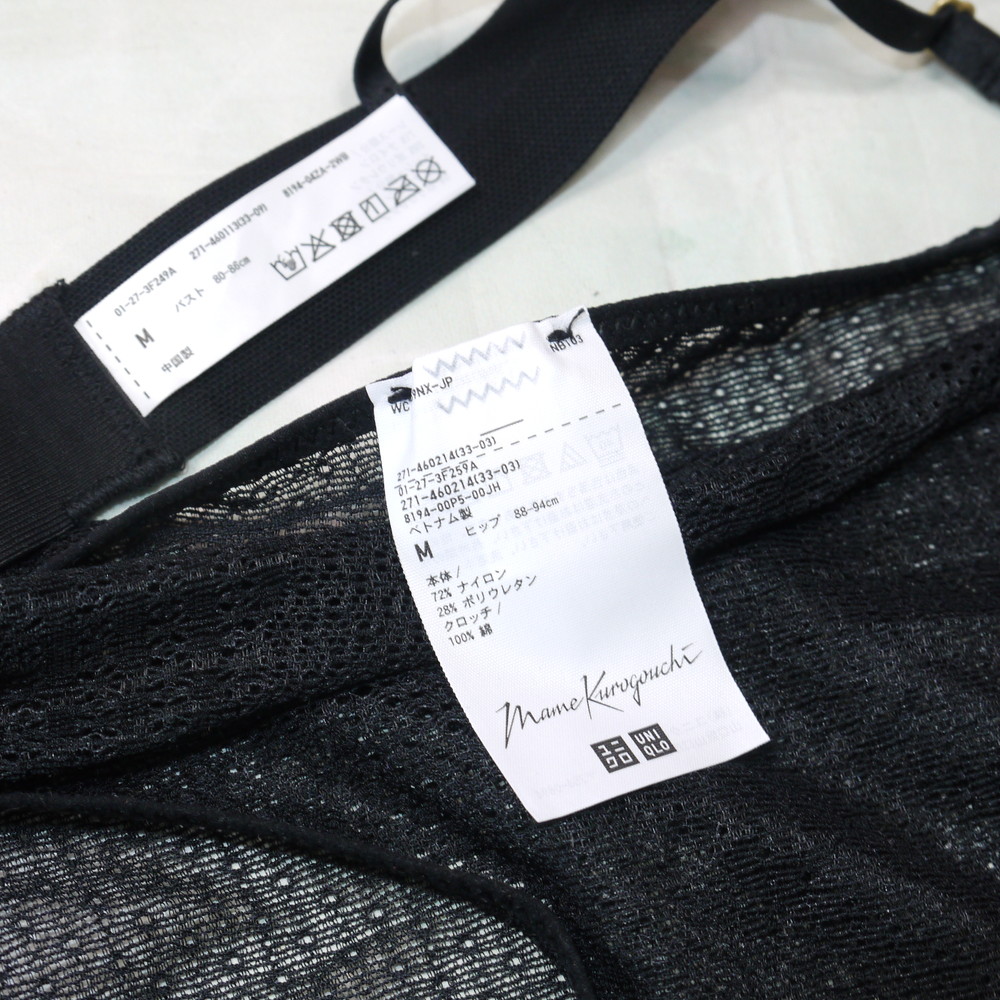 01-27-3F249A 271-460113(33-09) 8194-04ZA-2WB
M バスト 80-88cm
中国製
NB103
271-460214(33-03)
01-27-3F259A
271-460214(33-03)
8194-00P5-00JH
ベトナム製
M ヒップ 88-94cm
本体/
72% ナイロン
28% ポリウレタン
クロッチ/
100% 綿
Mame Kurogouchi
ユニクロ UNIQLO